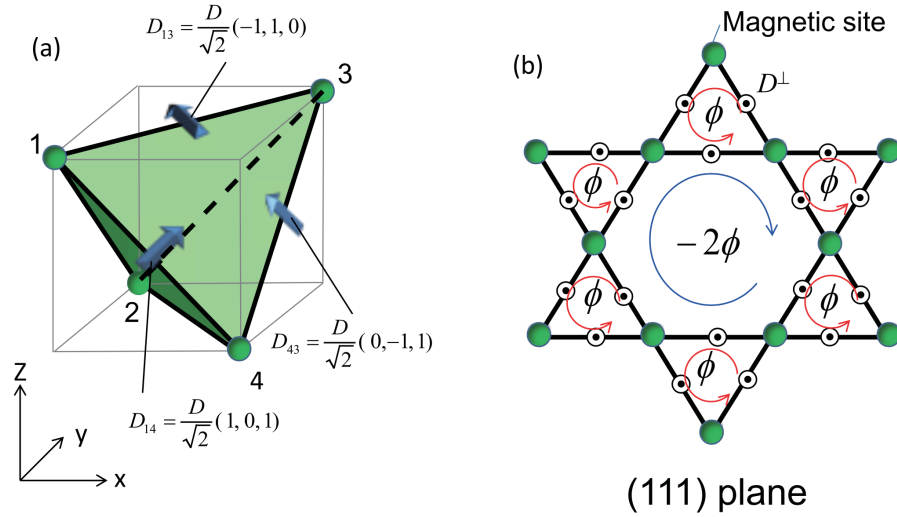 (a)
D₁₃ = D/√2 (−1, 1, 0)
3
1
2
4
D₄₃ = D/√2 ( 0, −1, 1)
D₁₄ = D/√2 (1, 0, 1)
Z
y
x
Magnetic site
(b)
D⊥
ϕ
ϕ
ϕ
−2ϕ
ϕ
ϕ
ϕ
(111) plane